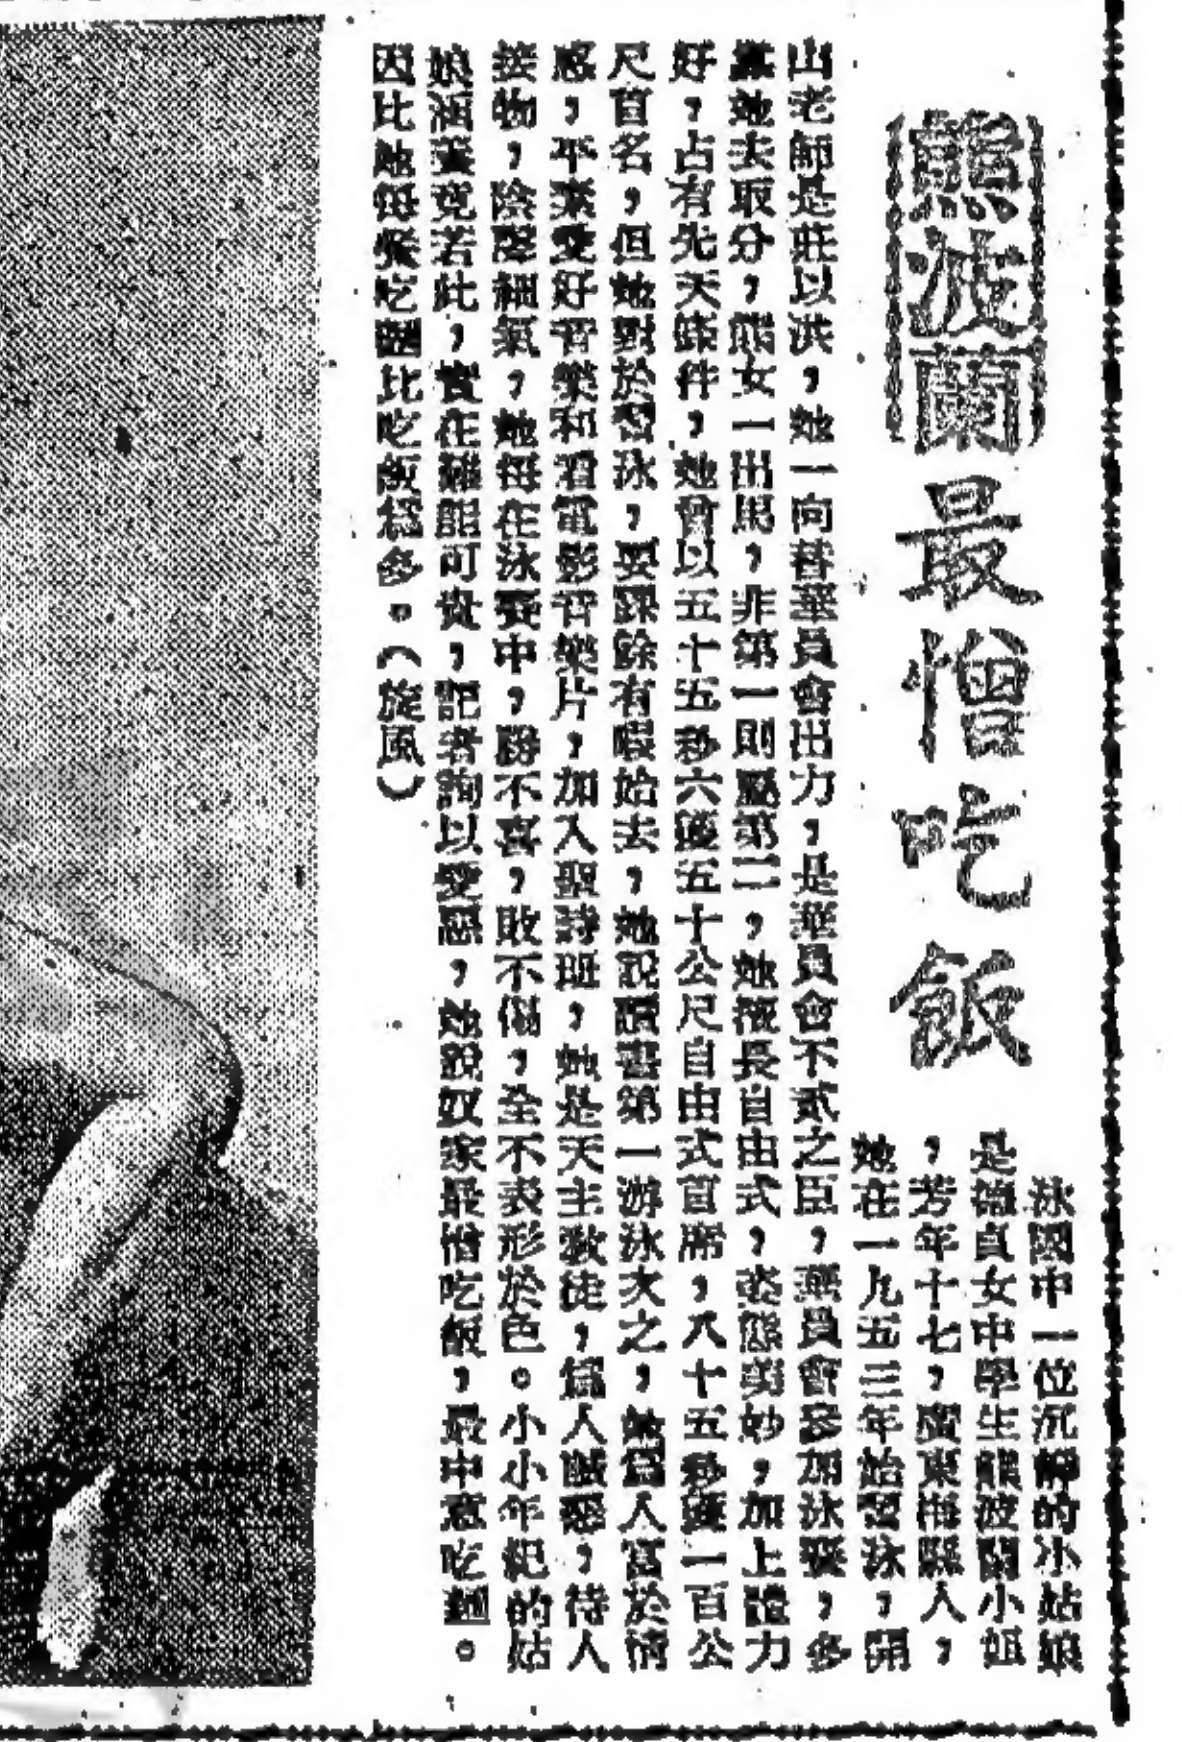 熊波蘭最憎吃飯
泳國中一位沉靜的小姑娘
是德貞女中學生熊波蘭小姐
，芳年十七，廣東梅縣人，
她在一九五三年始習泳，開
山老師是莊以洪，她一向替華員會出力，是華員會不貳之臣，華員會參加泳賽，多
靠她去取分，熊女一出馬，非第一則屬第二，她擅長自由式，姿態美妙，加上體力
好，占有先天條件，她曾以五十五秒六獲五十公尺自由式首席，八十五秒獲一百公
尺首名，但她對於習泳，要課餘有暇始去，她說讀書第一游泳次之，她為人富於情
感，平素愛好音樂和看電影音樂片，加入聖詩班，她是天主教徒，為人誠懇，待人
接物，陰聲細氣，她每在泳賽中，勝不喜，敗不傷，全不表形於色。小小年紀的姑
娘涵養竟若此，實在難能可貴，記者詢以愛惡，她說奴家最憎吃飯，最中意吃麵。
因比她每餐吃麵比吃飯為多。（旋風）